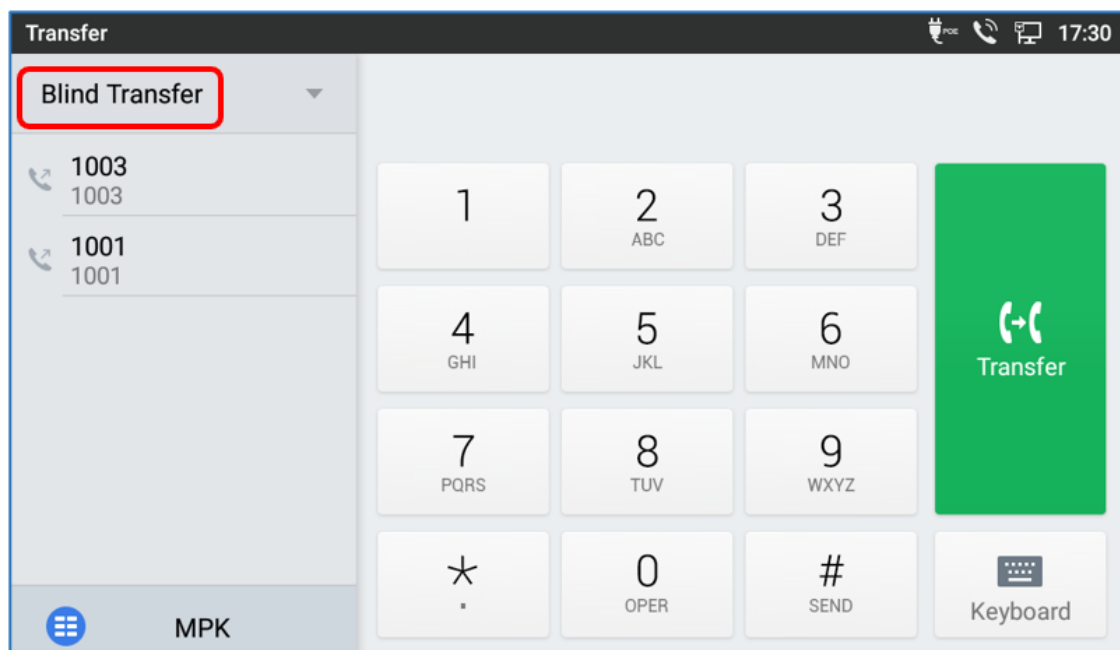 Transfer
POE
17:30
Blind Transfer
1003
1003
1001
1001
MPK
1
2
ABC
3
DEF
4
GHI
5
JKL
6
MNO
7
PQRS
8
TUV
9
WXYZ
*
.
0
OPER
#
SEND
Transfer
Keyboard